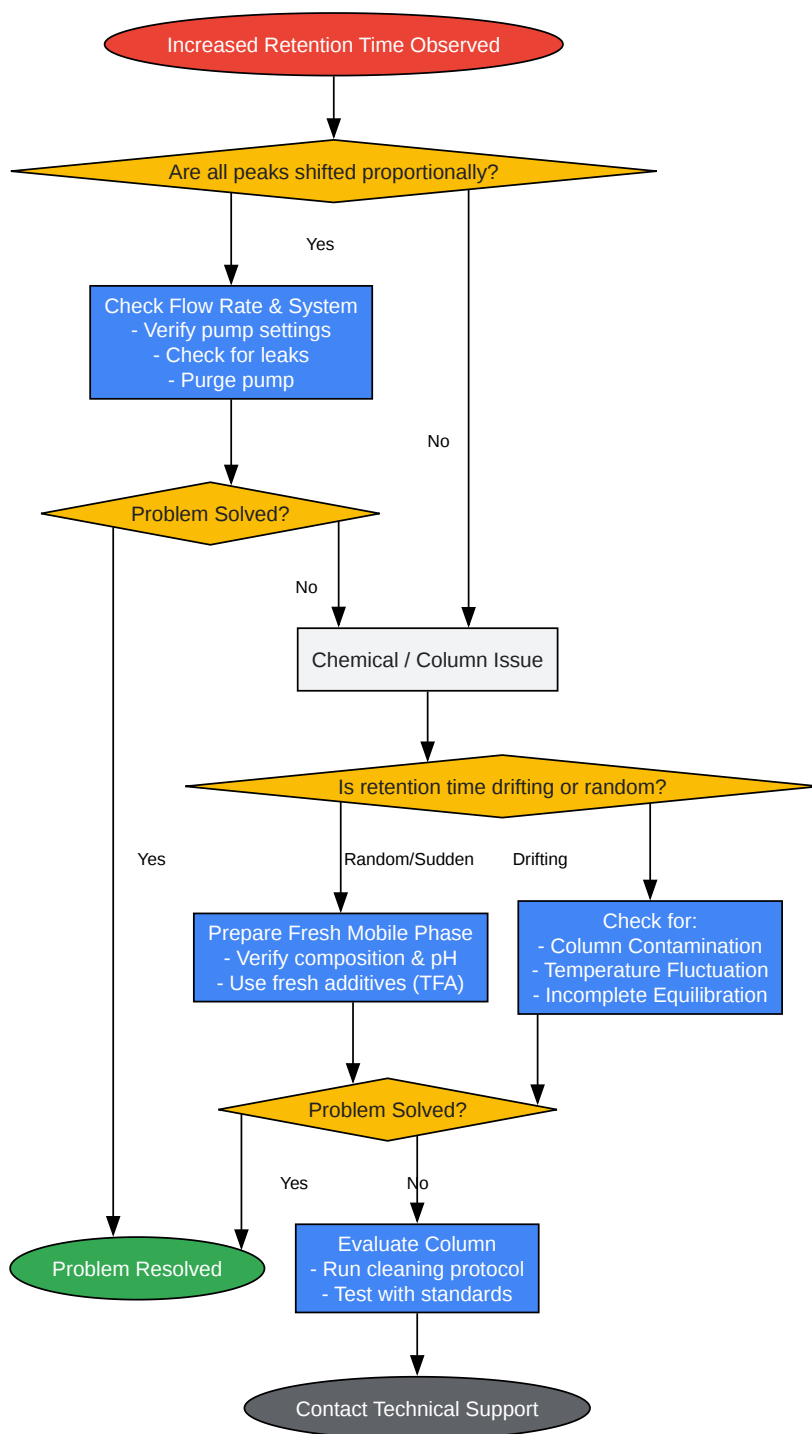 Increased Retention Time Observed
Are all peaks shifted proportionally?
Yes
Check Flow Rate & System
- Verify pump settings
- Check for leaks
- Purge pump
No
Problem Solved?
No
Chemical / Column Issue
Is retention time drifting or random?
Yes
Random/Sudden
Drifting
Prepare Fresh Mobile Phase
- Verify composition & pH
- Use fresh additives (TFA)
Check for:
- Column Contamination
- Temperature Fluctuation
- Incomplete Equilibration
Problem Solved?
Yes
No
Problem Resolved
Evaluate Column
- Run cleaning protocol
- Test with standards
Contact Technical Support